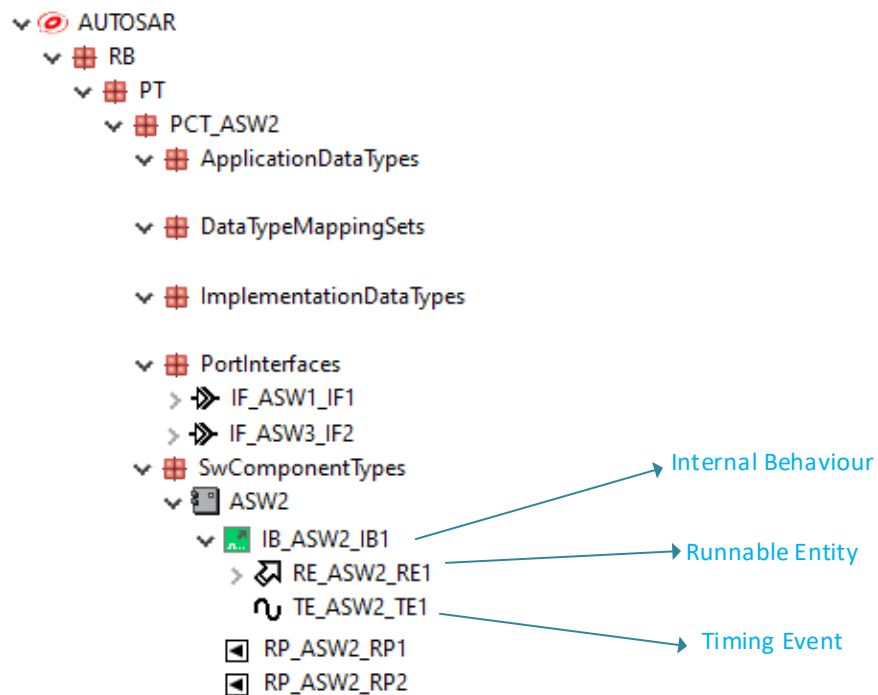 AUTOSAR
RB
PT
PCT_ASW2
ApplicationDataTypes
DataTypeMappingSets
ImplementationDataTypes
PortInterfaces
IF_ASW1_IF1
IF_ASW3_IF2
SwComponentTypes
Internal Behaviour
ASW2
IB_ASW2_IB1
Runnable Entity
RE_ASW2_RE1
TE_ASW2_TE1
Timing Event
RP_ASW2_RP1
RP_ASW2_RP2